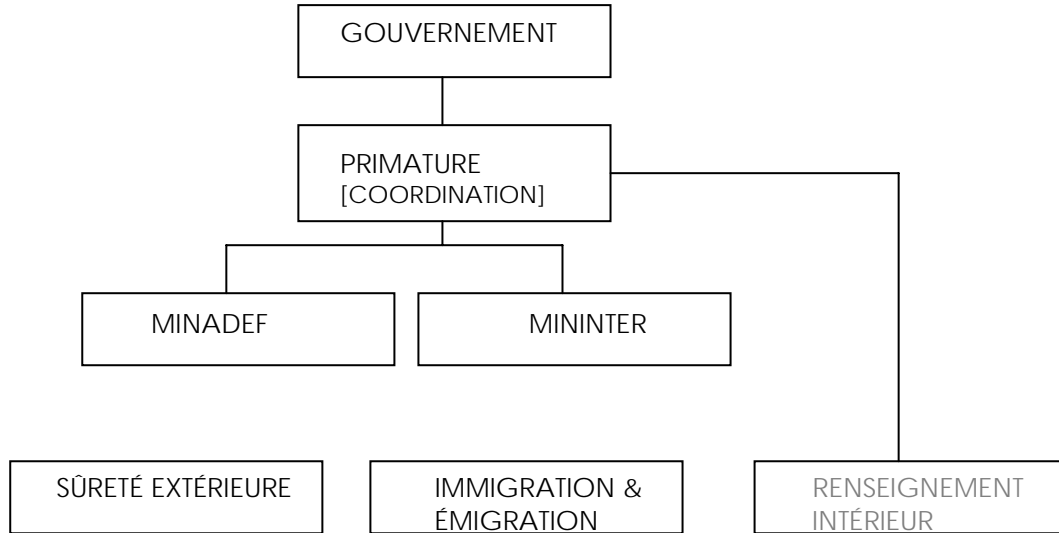 GOUVERNEMENT
PRIMATURE
[COORDINATION]
MINADEF
MININTER
SÛRETÉ EXTÉRIEURE
IMMIGRATION &
ÉMIGRATION
RENSEIGNEMENT
INTÉRIEUR